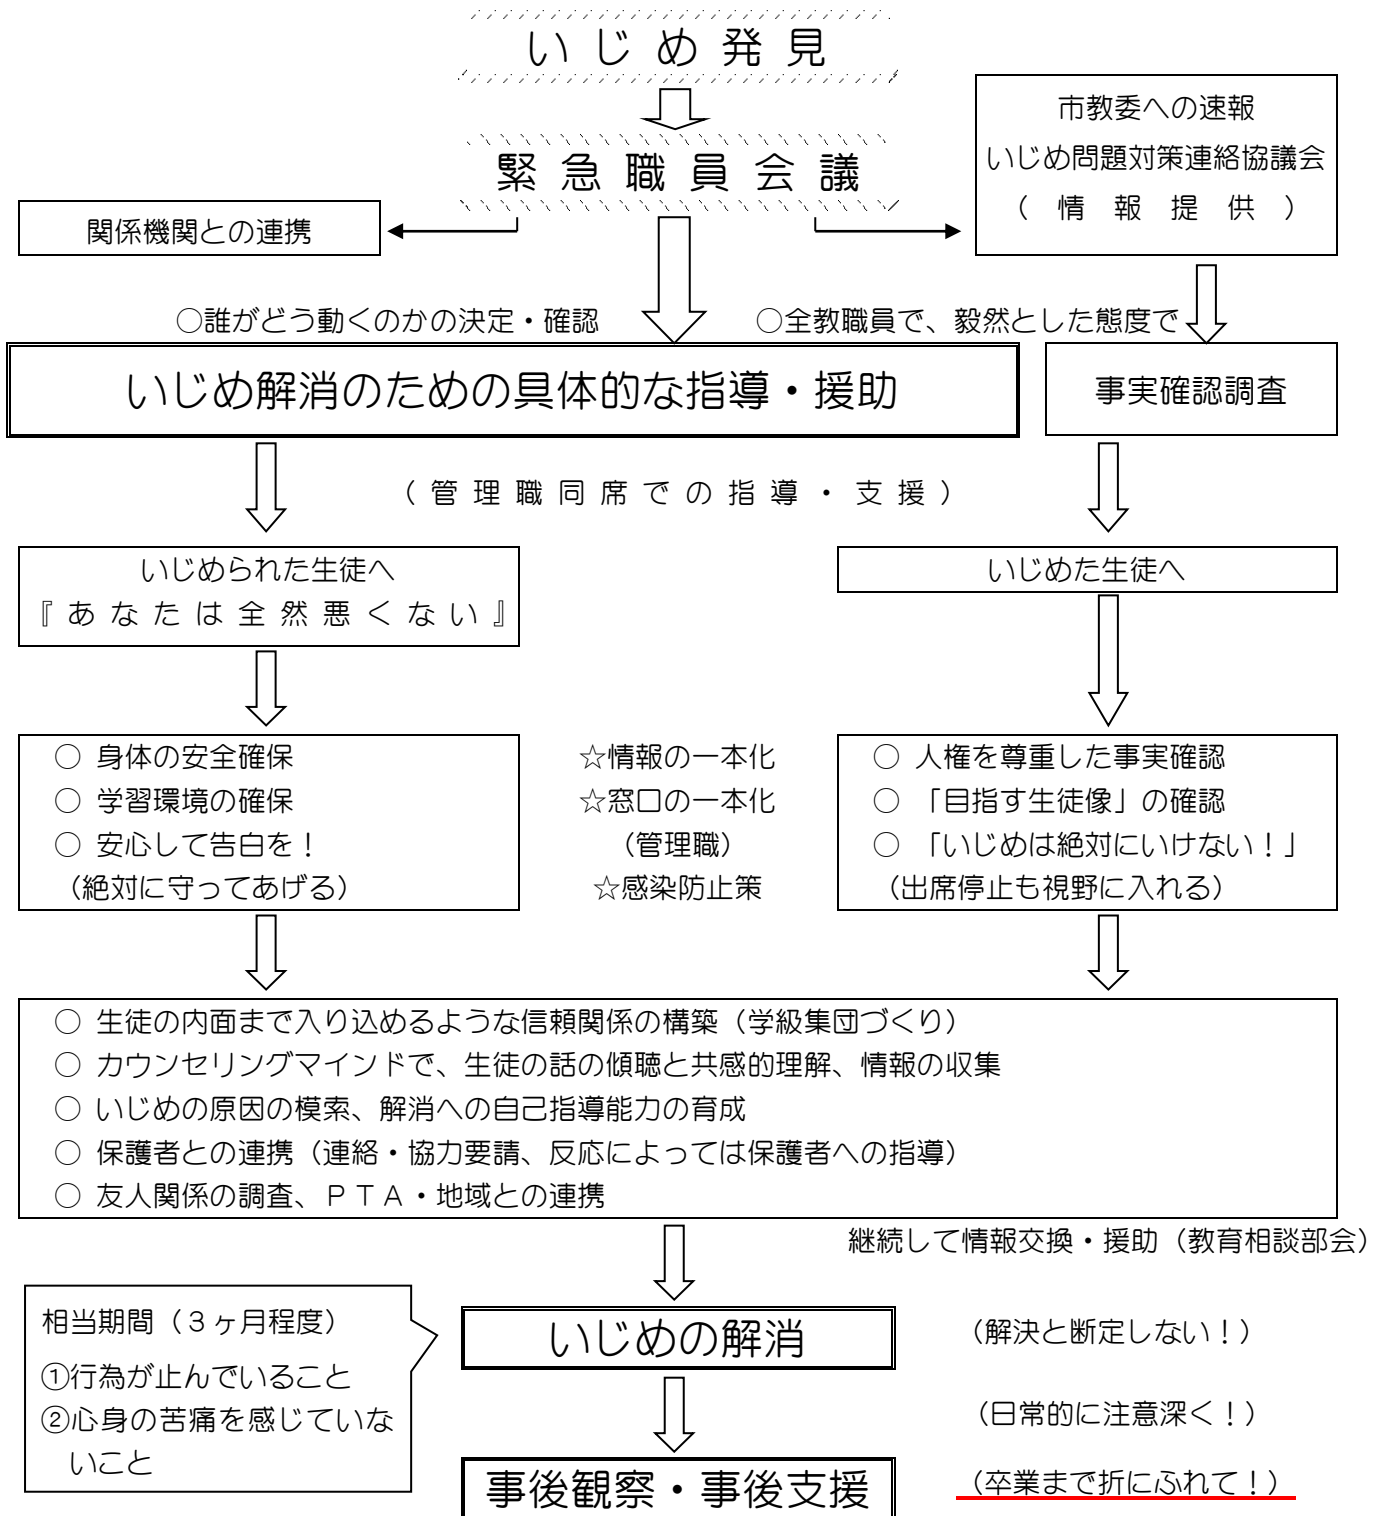 いじめ発見
緊急職員会議
市教委への速報
いじめ問題対策連絡協議会
（情報提供）
関係機関との連携
○誰がどう動くのかの決定・確認
○全教職員で、毅然とした態度で
いじめ解消のための具体的な指導・援助
事実確認調査
（管理職同席での指導・支援）
いじめられた生徒へ
『あなたは全然悪くない』
いじめた生徒へ
○ 身体の安全確保
○ 学習環境の確保
○ 安心して告白を！
（絶対に守ってあげる）
☆情報の一本化
☆窓口の一本化
（管理職）
☆感染防止策
○ 人権を尊重した事実確認
○ 「目指す生徒像」の確認
○ 「いじめは絶対にいけない！」
（出席停止も視野に入れる）
○ 生徒の内面まで入り込めるような信頼関係の構築（学級集団づくり）
○ カウンセリングマインドで、生徒の話の傾聴と共感的理解、情報の収集
○ いじめの原因の模索、解消への自己指導能力の育成
○ 保護者との連携（連絡・協力要請、反応によっては保護者への指導）
○ 友人関係の調査、ＰＴＡ・地域との連携
継続して情報交換・援助（教育相談部会）
相当期間（３ヶ月程度）
①行為が止んでいること
②心身の苦痛を感じていな
いこと
いじめの解消
（解決と断定しない！）
（日常的に注意深く！）
事後観察・事後支援
（卒業まで折にふれて！）